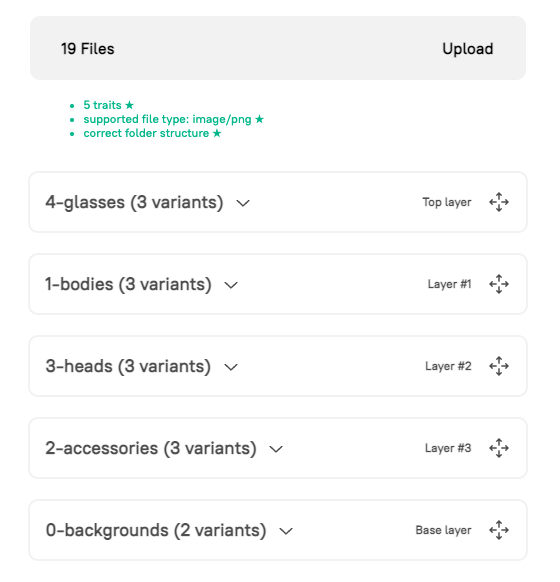 19 Files Upload
• 5 traits ★
• supported file type: image/png ★
• correct folder structure ★
4-glasses (3 variants) Top layer
1-bodies (3 variants) Layer #1
3-heads (3 variants) Layer #2
2-accessories (3 variants) Layer #3
0-backgrounds (2 variants) Base layer